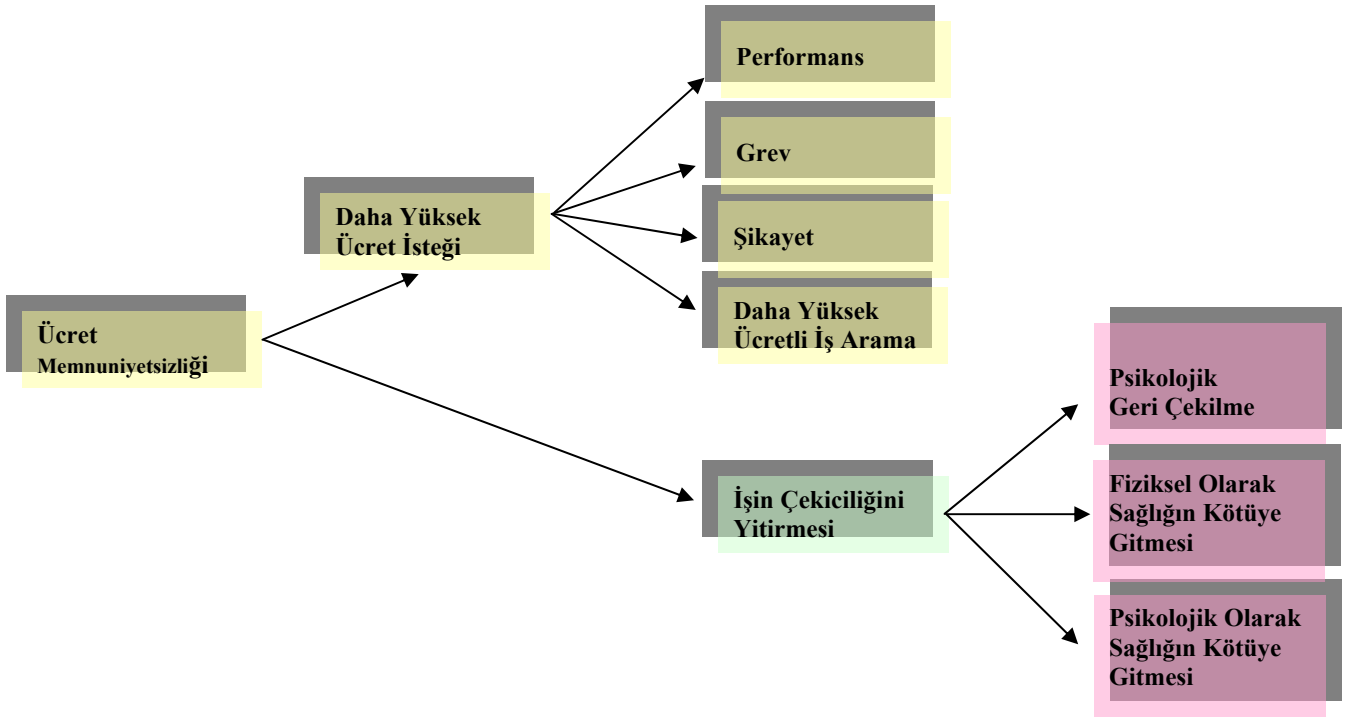 Performans
Grev
Daha Yüksek
Ücret İsteği
Şikayet
Daha Yüksek
Ücretli İş Arama
Ücret
Memnuniyetsizliği
Psikolojik
Geri Çekilme
İşin Çekiciliğini
Yitirmesi
Fiziksel Olarak
Sağlığın Kötüye
Gitmesi
Psikolojik Olarak
Sağlığın Kötüye
Gitmesi